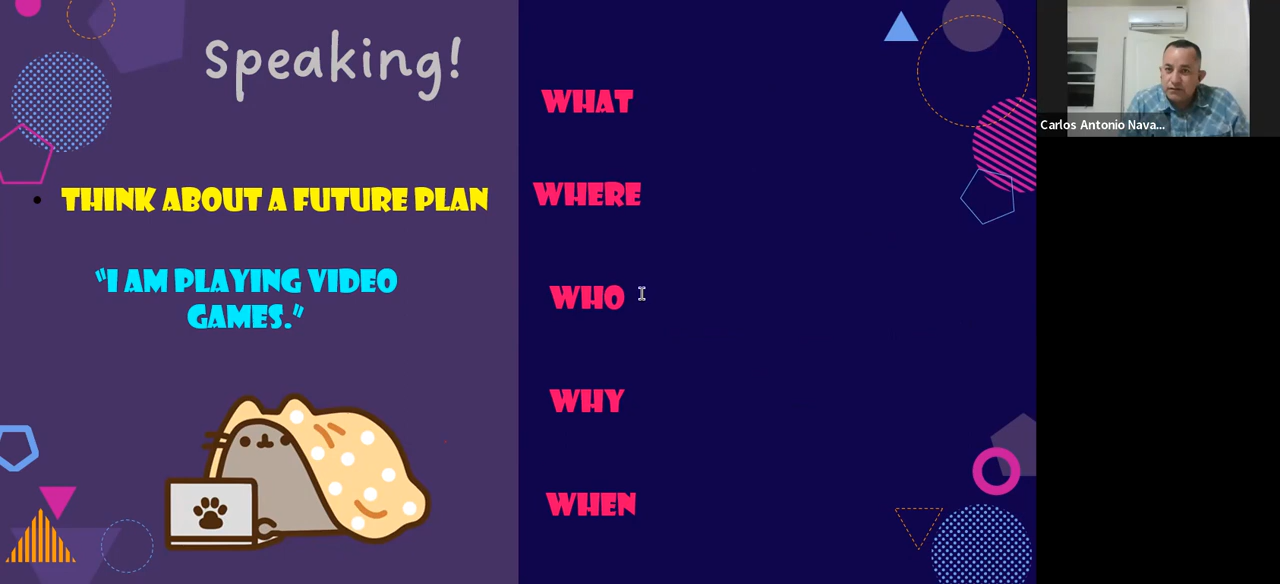 Speaking!
• THINK ABOUT A FUTURE PLAN
"I AM PLAYING VIDEO
GAMES."
WHAT
WHERE
WHO
WHY
WHEN
Carlos Antonio Nava...